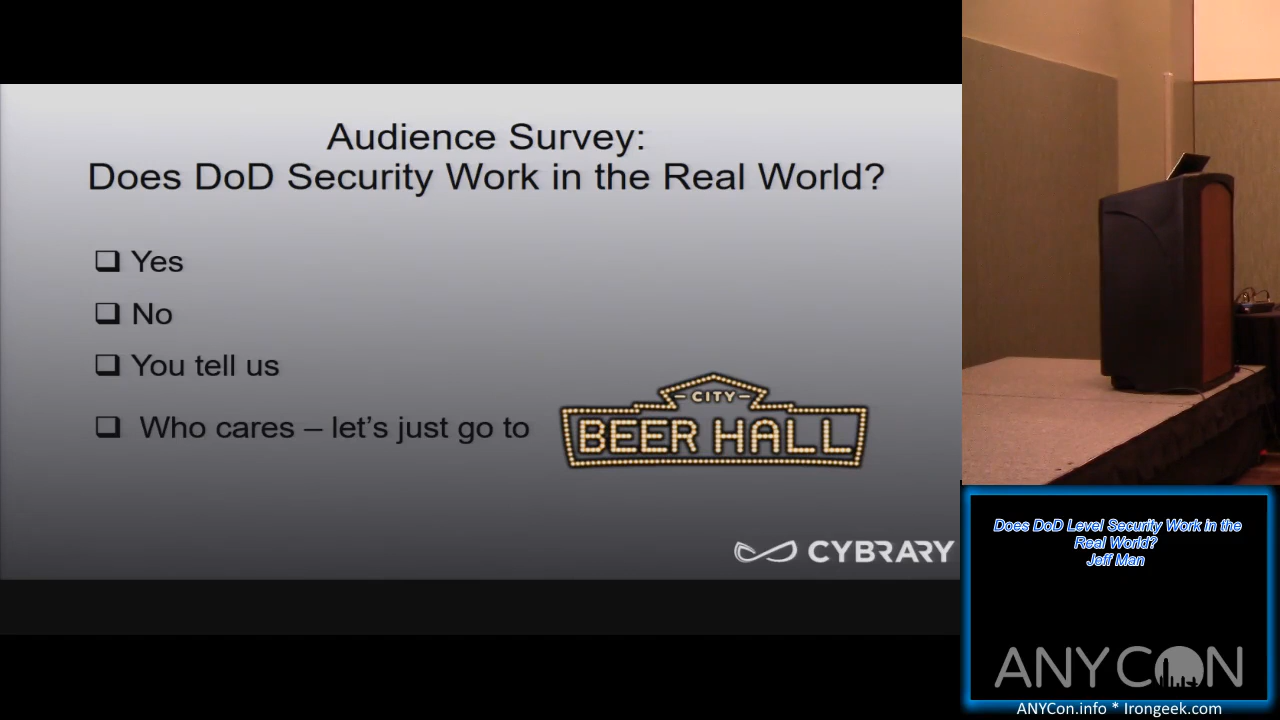 Audience Survey:
Does DoD Security Work in the Real World?
❑ Yes
❑ No
❑ You tell us
❑ Who cares – let's just go to
CITY
BEER HALL
CYBRARY
Does DoD Level Security Work in the
Real World?
Jeff Man
ANYCON
ANYCon.info * Irongeek.com